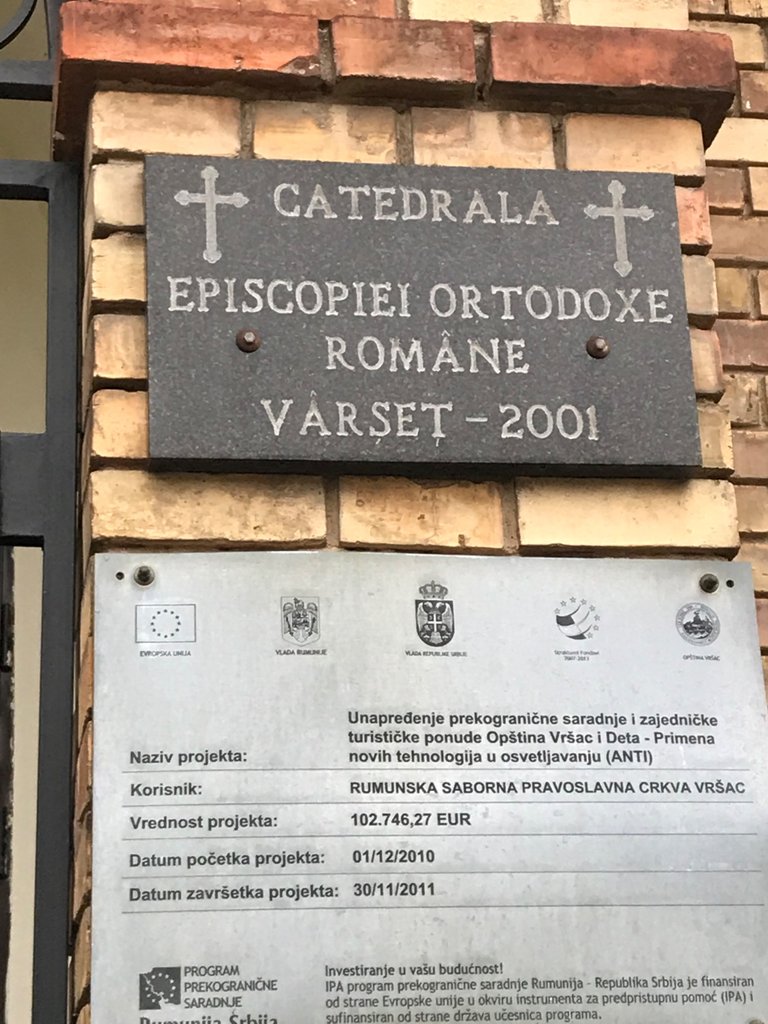 CATEDRALA
EPISCOPIEI ORTODOXE
ROMÂNE
VÂRȘEȚ – 2001
EVROPSKA UNIJA
VLADA RUMUNIJE
VLADA REPUBLIKE SRBIJE
Strukturni Fondovi
2007-2013
OPŠTINA VRŠAC
Naziv projekta:
Unapređenje prekogranične saradnje i zajedničke
turističke ponude Opština Vršac i Deta - Primena
novih tehnologija u osvetljavanju (ANTI)
Korisnik: RUMUNSKA SABORNA PRAVOSLAVNA CRKVA VRŠAC
Vrednost projekta: 102.746,27 EUR
Datum početka projekta: 01/12/2010
Datum završetka projekta: 30/11/2011
PROGRAM
PREKOGRANIČNE
SARADNJE
Rumunija Srbija
Investiranje u vašu budućnost!
IPA program prekogranične saradnje Rumunija - Republika Srbija je finansiran
od strane Evropske unije u okviru instrumenta za predpristupnu pomoć (IPA) i
sufinansiran od strane država učesnica programa.